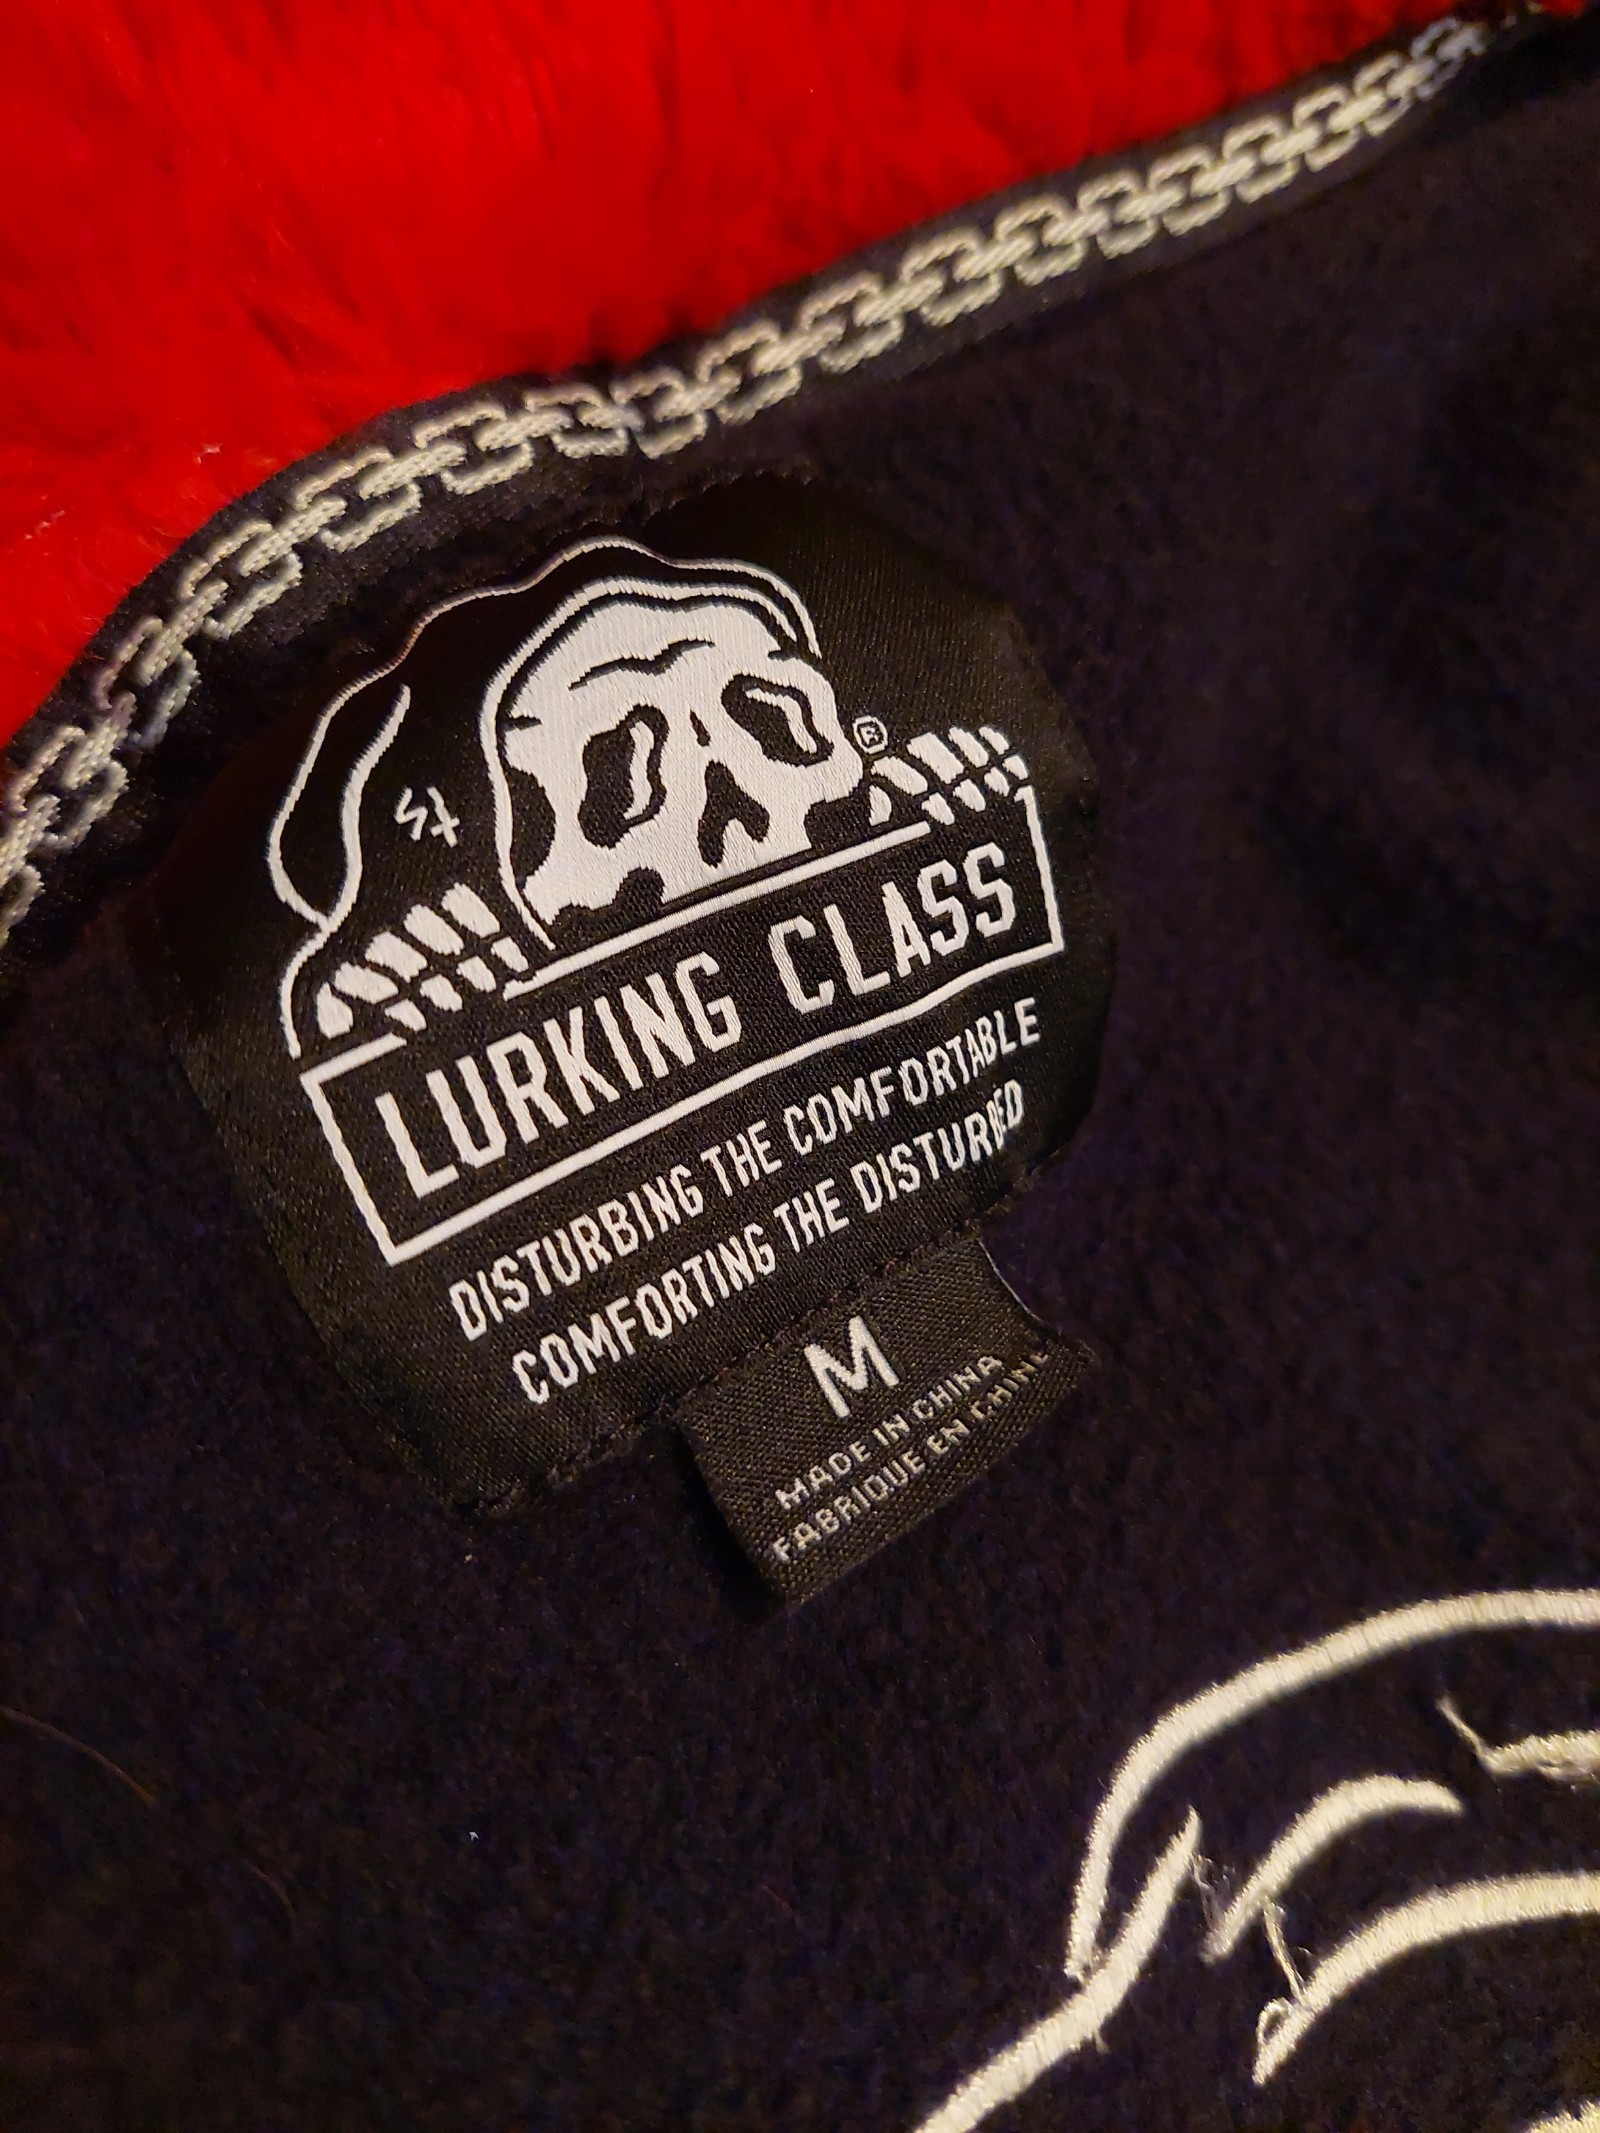 ®
LURKING CLASS
DISTURBING THE COMFORTABLE
COMFORTING THE DISTURBED
M
MADE IN CHINA
FABRIQUE EN CHINE